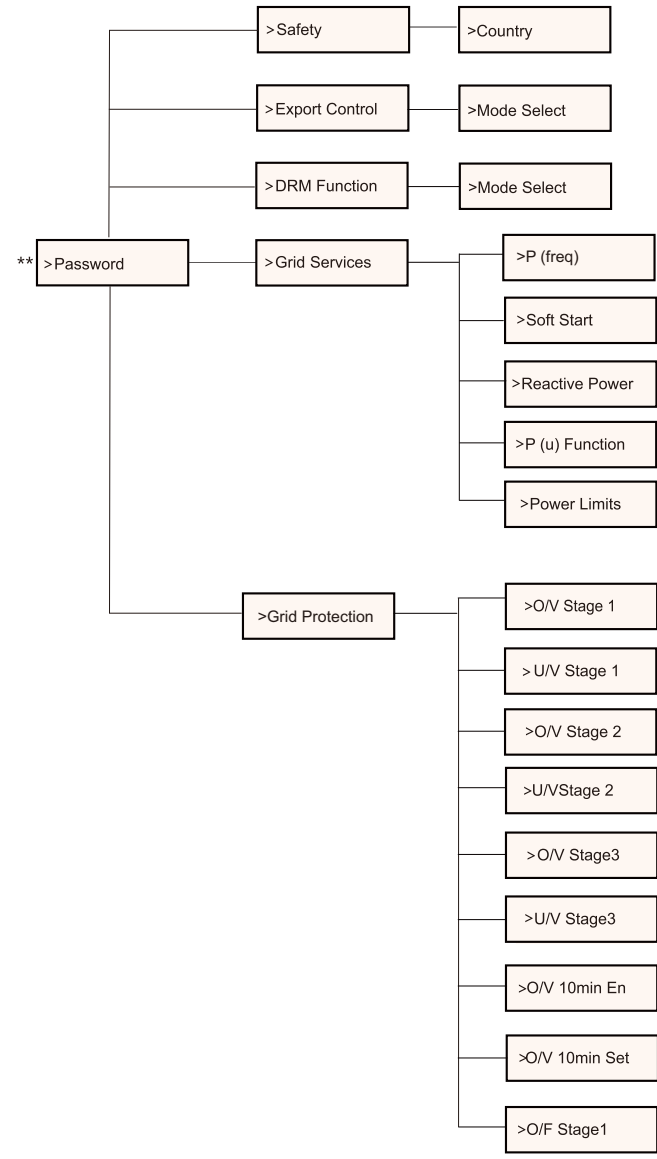 >Safety
>Country
>Export Control
>Mode Select
>DRM Function
>Mode Select
** >Password
>Grid Services
>P (freq)
>Soft Start
>Reactive Power
>P (u) Function
>Power Limits
>Grid Protection
>O/V Stage 1
> U/V Stage 1
>O/V Stage 2
>U/VStage 2
>O/V Stage3
>U/V Stage3
>O/V 10min En
>O/V 10min Set
>O/F Stage1